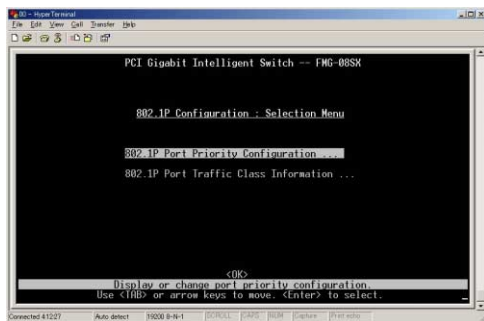 80 - HyperTerminal
File Edit View Call Transfer Help
PCI Gigabit Intelligent Switch -- FMG-08SX
802.1P Configuration : Selection Menu
802.1P Port Priority Configuration ...
802.1P Port Traffic Class Information ...
<OK>
Display or change port priority configuration.
Use <TAB> or arrow keys to move. <Enter> to select.
Connected 4:12:27 Auto detect 19200 8-N-1 SCROLL CAPS NUM Capture Print echo